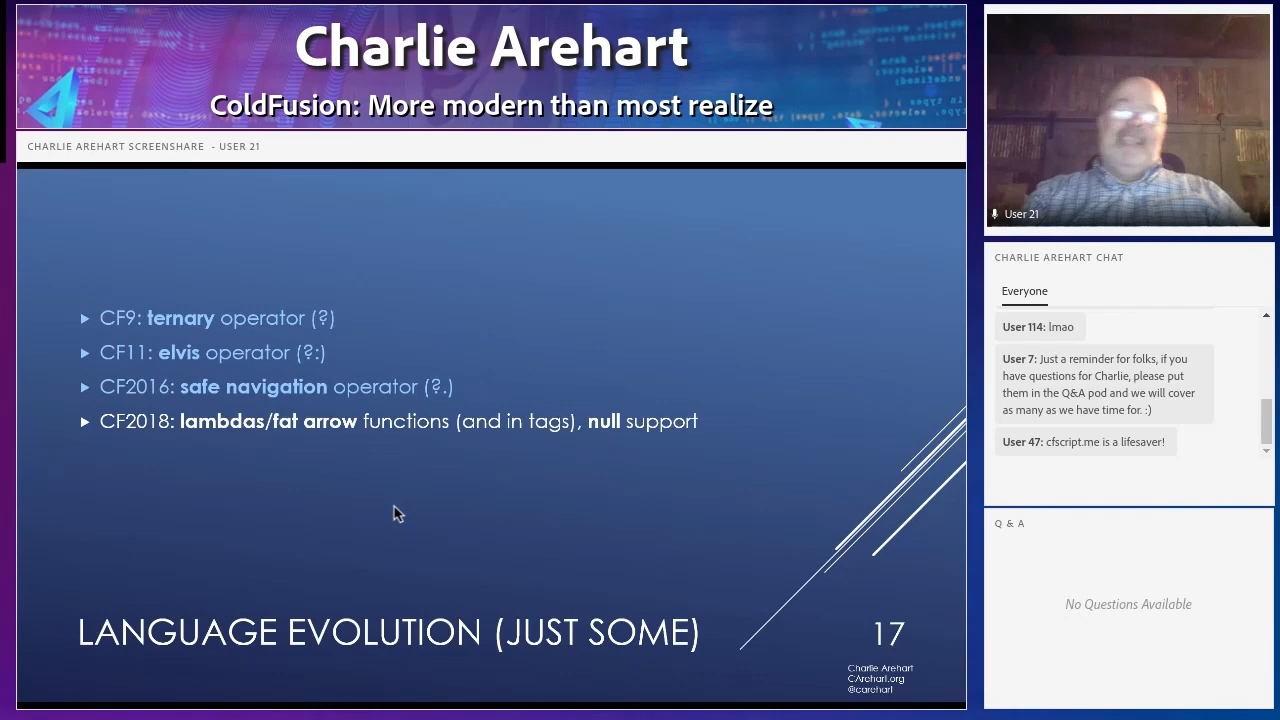 Charlie Arehart
ColdFusion: More modern than most realize
CHARLIE AREHART SCREENSHARE - USER 21
CF9: ternary operator (?)
CF11: elvis operator (?:)
CF2016: safe navigation operator (?.)
CF2018: lambdas/fat arrow functions (and in tags), null support
LANGUAGE EVOLUTION (JUST SOME)
17
Charlie Arehart
CArehart.org
@carehart
User 21
CHARLIE AREHART CHAT
Everyone
User 114: lmao
User 7: Just a reminder for folks, if you
have questions for Charlie, please put
them in the Q&A pod and we will cover
as many as we have time for. :)
User 47: cfscript.me is a lifesaver!
Q & A
No Questions Available